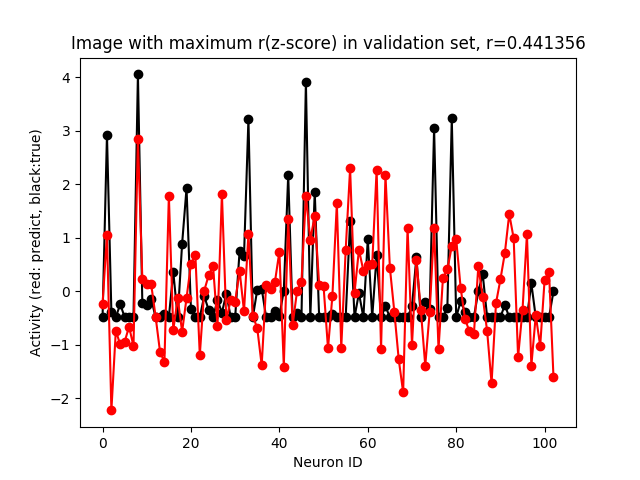 Image with maximum r(z-score) in validation set, r=0.441356
Activity (red: predict, black:true)
4
3
2
1
0
−1
−2
0 20 40 60 80 100
Neuron ID